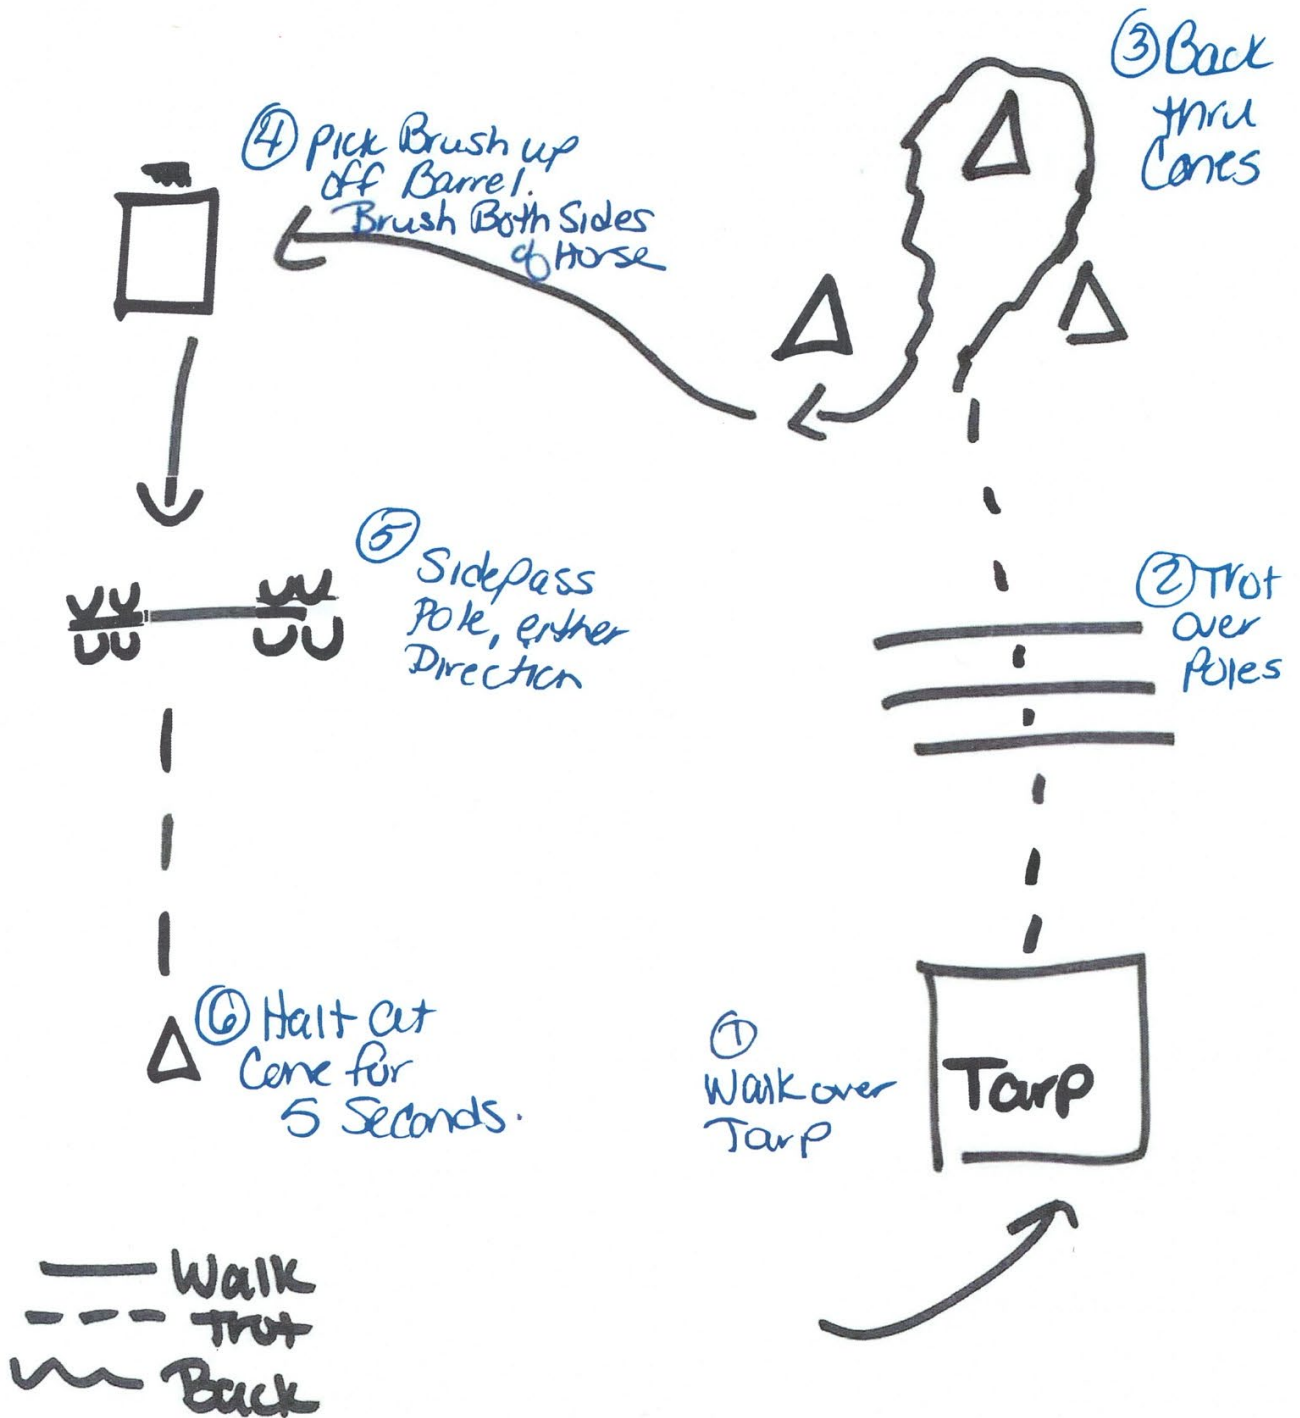 ③ Back
thru
Cones
④ Pick Brush up
off Barrel.
Brush Both Sides
of Horse
⑤ Sidepass
Pole, either
Direction
② Trot
over
Poles
⑥ Halt at
Cone for
5 Seconds.
①
Walk over
Tarp
Tarp
Walk
Trot
Back